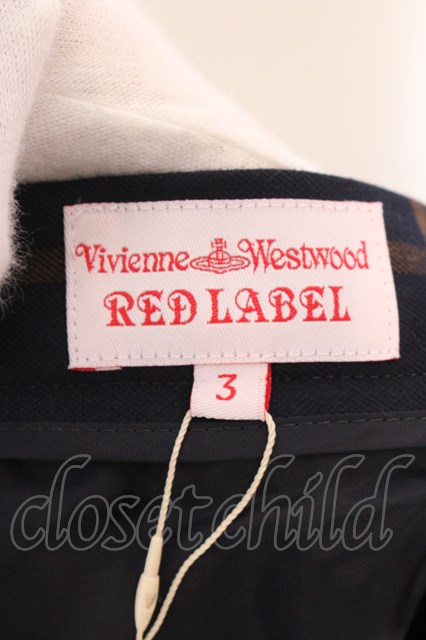 Vivienne Westwood
RED LABEL
3
closetchild